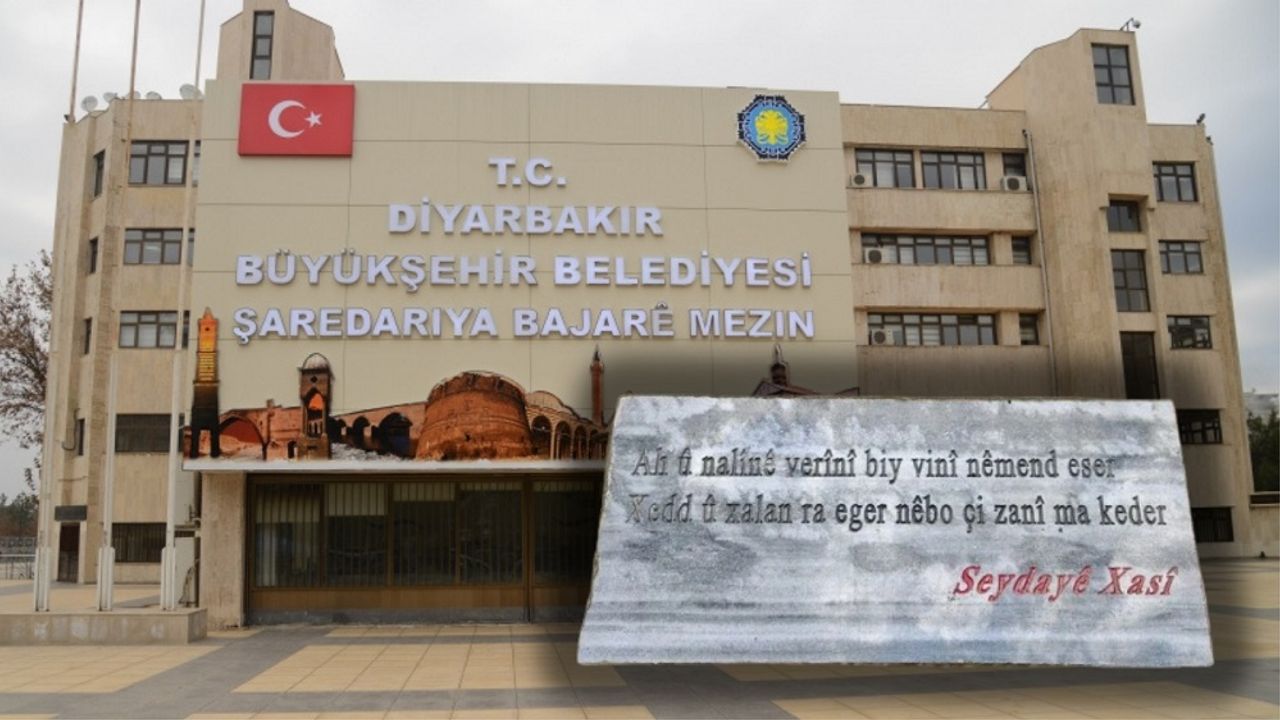 T.C.
DİYARBAKIR
BÜYÜKŞEHİR BELEDİYESİ
ŞAREDARIYA BAJARÊ MEZIN
Ah û nalînê verînî biy vinî nêmend eser
Xedd û xalan ra eger nêbo çi zanî ma keder
Seydayê Xasî